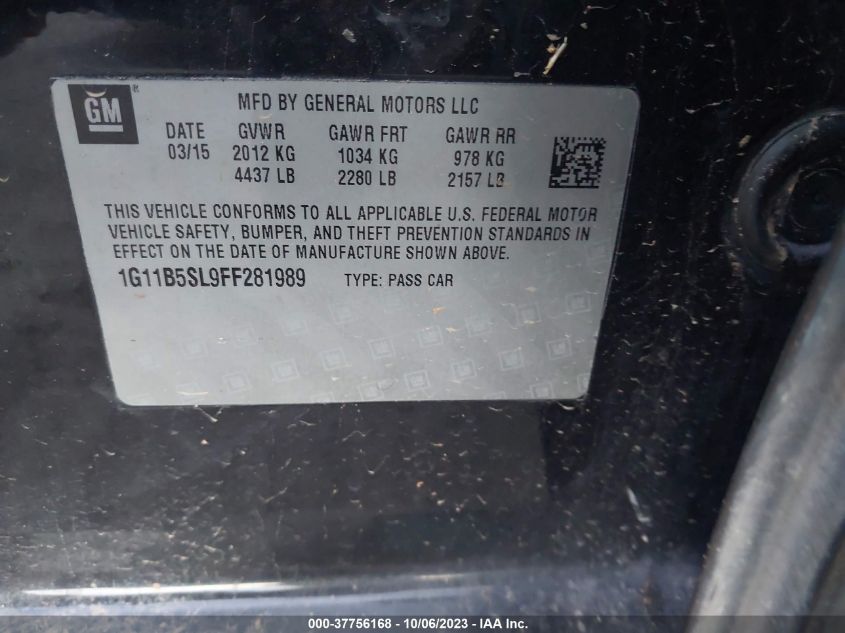 GM ®
MFD BY GENERAL MOTORS LLC
DATE GVWR GAWR FRT GAWR RR
03/15 2012 KG 1034 KG 978 KG
4437 LB 2280 LB 2157 LB
THIS VEHICLE CONFORMS TO ALL APPLICABLE U.S. FEDERAL MOTOR
VEHICLE SAFETY, BUMPER, AND THEFT PREVENTION STANDARDS IN
EFFECT ON THE DATE OF MANUFACTURE SHOWN ABOVE.
1G11B5SL9FF281989 TYPE: PASS CAR
000-37756168 - 10/06/2023 - IAA Inc.